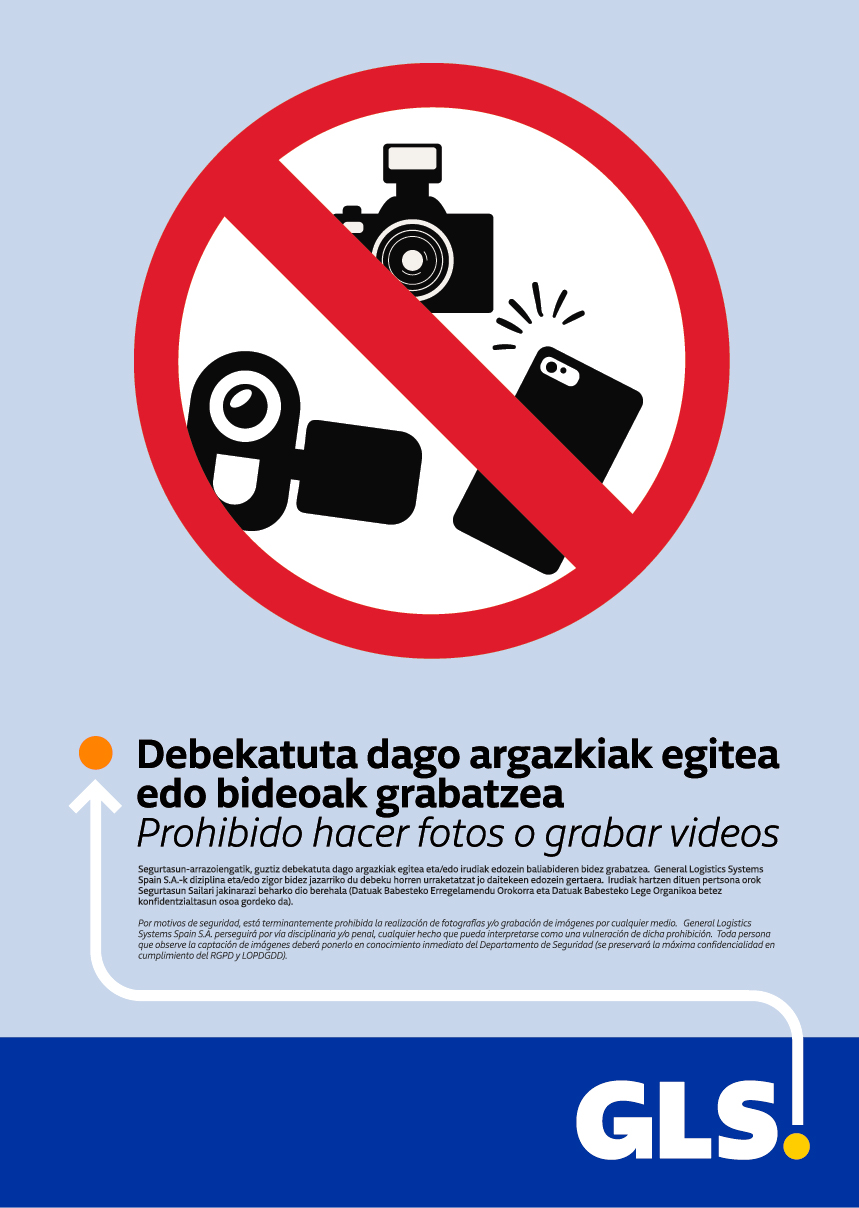 Debekatuta dago argazkiak egitea
edo bideoak grabatzea
Prohibido hacer fotos o grabar videos
Segurtasun-arrazoiengatik, guztiz debekatuta dago argazkiak egitea eta/edo irudiak edozein baliabideren bidez grabatzea. General Logistics Systems
Spain S.A.-k diziplina eta/edo zigor bidez jazarriko du debeku horren urraketatzat jo daitekeen edozein gertaera. Irudiak hartzen dituen pertsona orok
Segurtasun Sailari jakinarazi beharko dio berehala (Datuak Babesteko Erregelamendu Orokorra eta Datuak Babesteko Lege Organikoa betez
konfidentzialtasun osoa gordeko da).
Por motivos de seguridad, está terminantemente prohibida la realización de fotografías y/o grabación de imágenes por cualquier medio. General Logistics
Systems Spain S.A. perseguirá por vía disciplinaria y/o penal, cualquier hecho que pueda interpretarse como una vulneración de dicha prohibición. Toda persona
que observe la captación de imágenes deberá ponerlo en conocimiento inmediato del Departamento de Seguridad (se preservará la máxima confidencialidad en
cumplimiento del RGPD y LOPDGDD).
GLS.